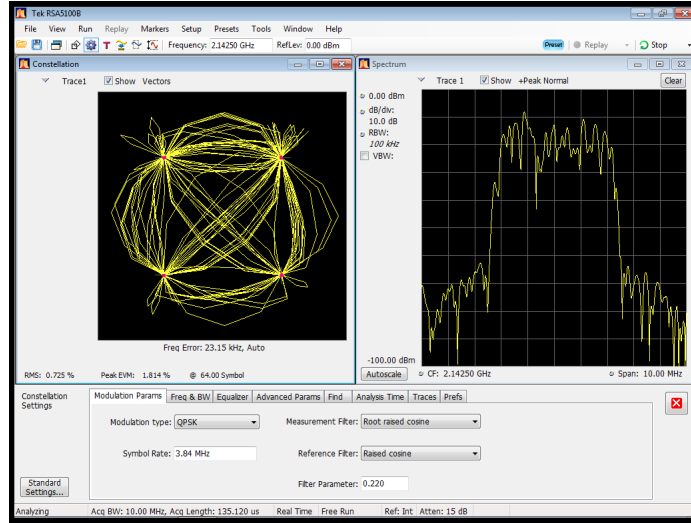 Tek RSA5100B
File View Run Replay Markers Setup Presets Tools Window Help
Frequency: 2.14250 GHz RefLev: 0.00 dBm Preset Replay Stop
Constellation
Trace1 Show Vectors
Freq Error: 23.15 kHz, Auto
RMS: 0.725 % Peak EVM: 1.814 % @ 64.00 Symbol
Spectrum
Trace 1 Show +Peak Normal Clear
0.00 dBm
dB/div:
10.0 dB
RBW:
100 kHz
VBW:
-100.00 dBm
Autoscale CF: 2.14250 GHz Span: 10.00 MHz
Constellation
Settings
Modulation Params Freq & BW Equalizer Advanced Params Find Analysis Time Traces Prefs
Modulation type: QPSK Measurement Filter: Root raised cosine
Symbol Rate: 3.84 MHz Reference Filter: Raised cosine
Filter Parameter: 0.220
Standard
Settings...
Analyzing Acq BW: 10.00 MHz, Acq Length: 135.120 us Real Time Free Run Ref: Int Atten: 15 dB